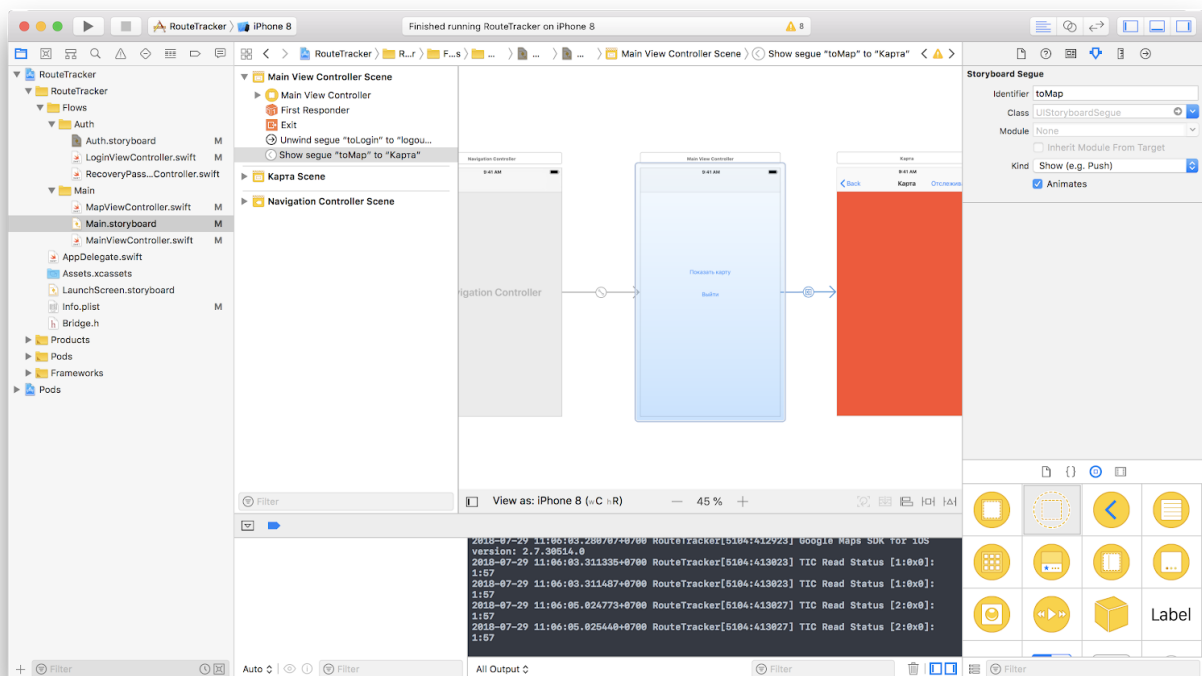 RouteTracker
iPhone 8
Finished running RouteTracker on iPhone 8
8
RouteTracker
R...r
F...s
...
...
...
Main View Controller Scene
Show segue “toMap” to “Карта”
RouteTracker
RouteTracker
Flows
Auth
Auth.storyboard M
LoginViewController.swift M
RecoveryPass...Controller.swift
Main
MapViewController.swift M
Main.storyboard M
MainViewController.swift M
AppDelegate.swift
Assets.xcassets
LaunchScreen.storyboard
Info.plist M
Bridge.h
Products
Pods
Frameworks
Pods
Filter
Main View Controller Scene
Main View Controller
First Responder
Exit
Unwind segue “toLogin” to “logou...
Show segue “toMap” to “Карта”
Карта Scene
Navigation Controller Scene
Filter
Navigation Controller
9:41 AM
vigation Controller
Main View Controller
9:41 AM
Показать карту
Выйти
Карта
9:41 AM
Back
Карта
Отслежив
View as: iPhone 8 (wC hR)
45 %
Storyboard Segue
Identifier toMap
Class UIStoryboardSegue
Module None
Inherit Module From Target
Kind Show (e.g. Push)
Animates
Label
Filter
2018-07-29 11:06:03.280707+0700 RouteTracker[5104:412923] Google Maps SDK for iOS
version: 2.7.30514.0
2018-07-29 11:06:03.311335+0700 RouteTracker[5104:413023] TIC Read Status [1:0x0]:
1:57
2018-07-29 11:06:03.311487+0700 RouteTracker[5104:413023] TIC Read Status [1:0x0]:
1:57
2018-07-29 11:06:05.024773+0700 RouteTracker[5104:413027] TIC Read Status [2:0x0]:
1:57
2018-07-29 11:06:05.025440+0700 RouteTracker[5104:413027] TIC Read Status [2:0x0]:
1:57
Auto
Filter
All Output
Filter